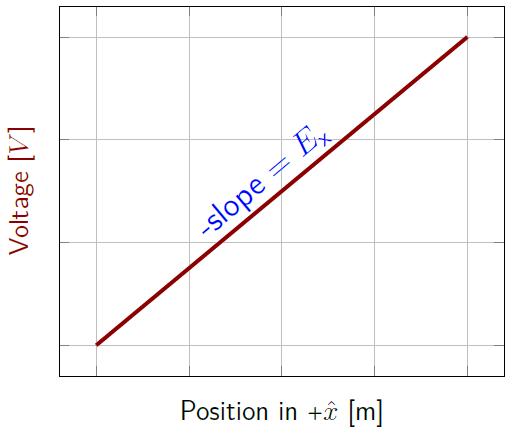 Voltage [V]
-slope = Eₓ
Position in +x̂ [m]